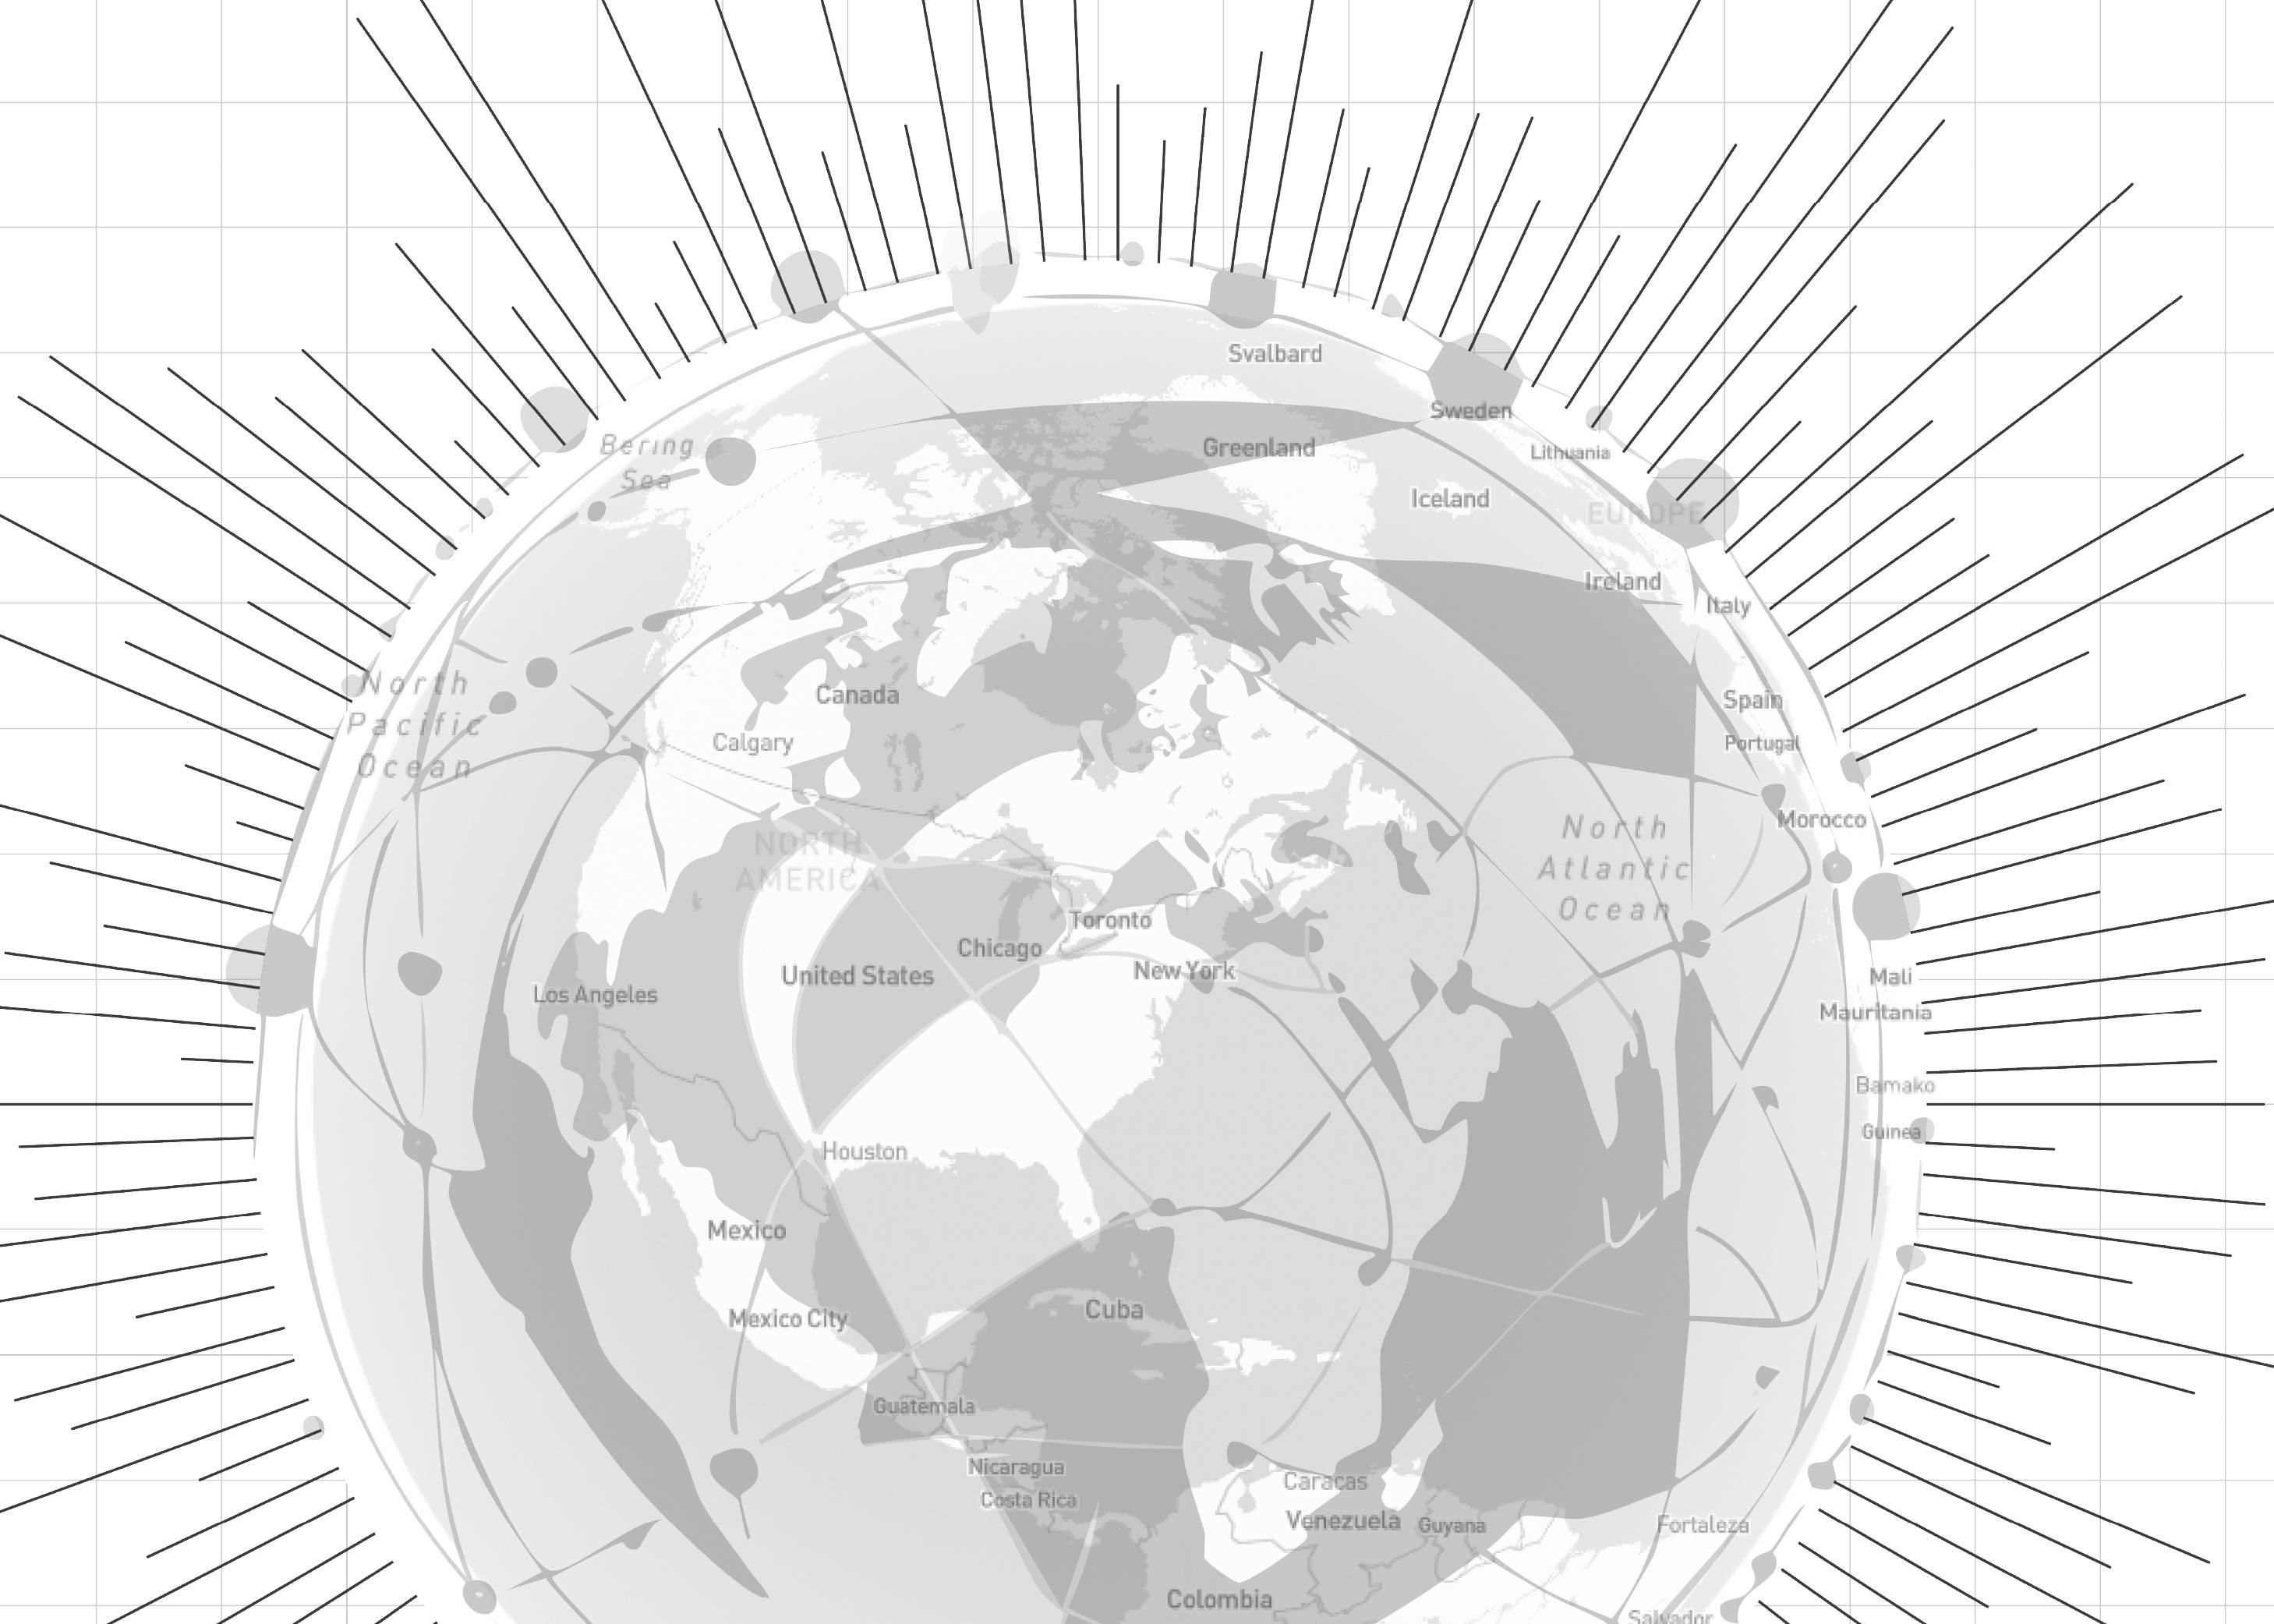 Svalbard
Sweden
Bering
Sea
Greenland
Lithuania
Iceland
EUROPE
Ireland
Italy
North
Pacific
Ocean
Canada
Spain
Calgary
Portugal
Morocco
North
Atlantic
Ocean
NORTH
AMERICA
Toronto
Chicago
United States
New York
Mali
Los Angeles
Mauritania
Bamako
Guinea
Houston
Mexico
Cuba
Mexico City
Guatemala
Nicaragua
Caracas
Costa Rica
Venezuela
Guyana
Fortaleza
Colombia
Salvador